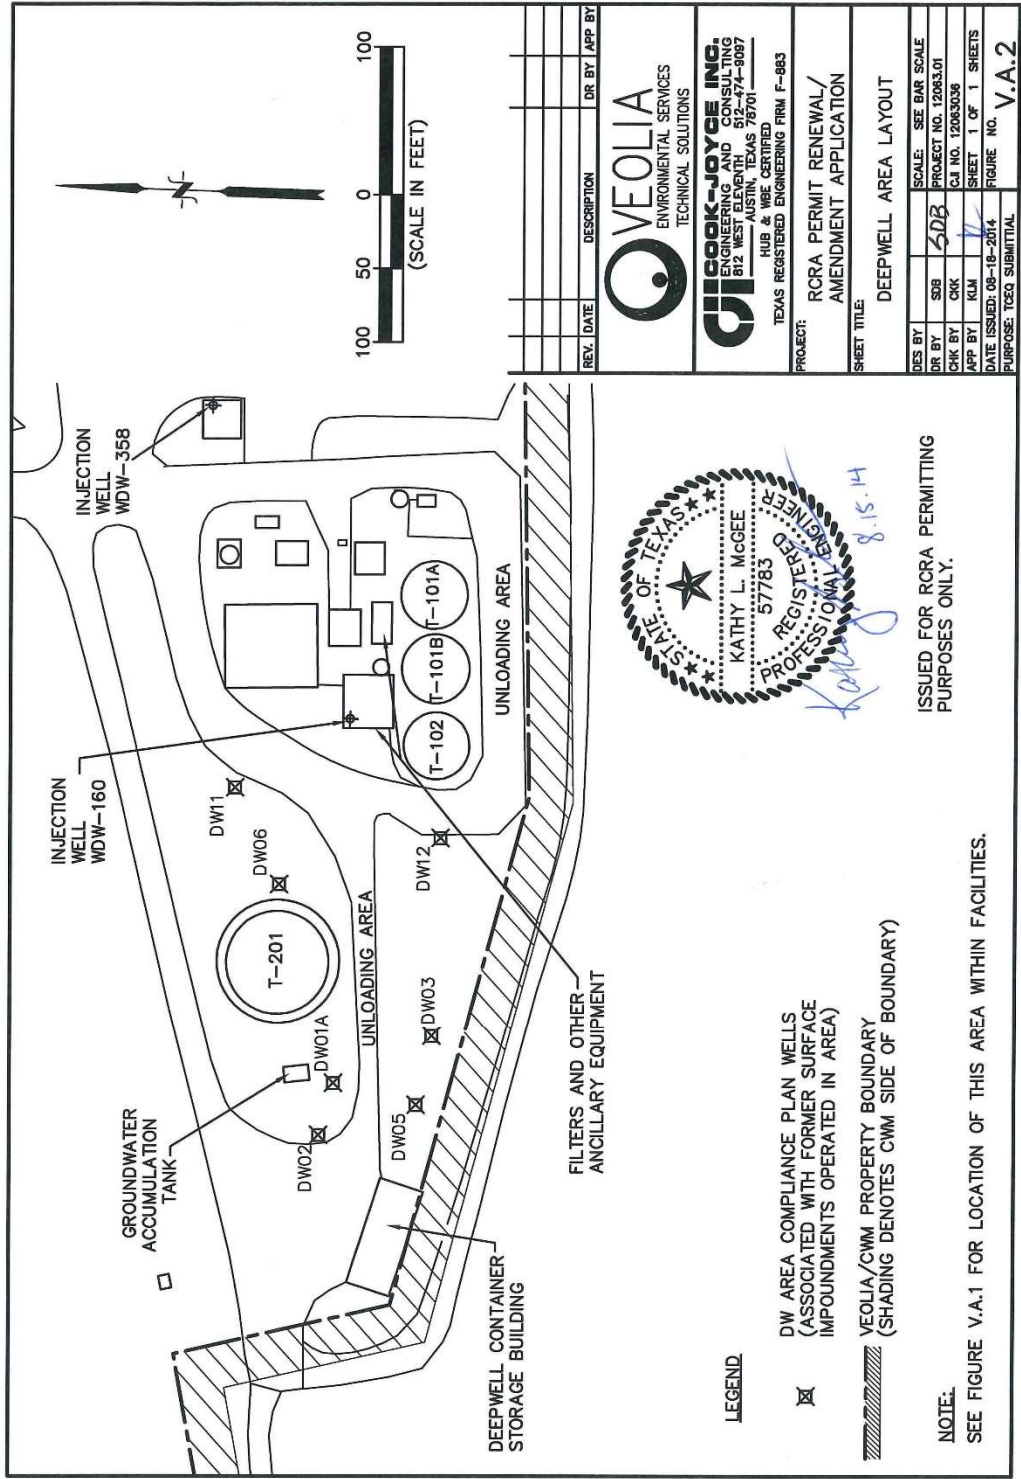 INJECTION
WELL
WDW-358
INJECTION
WELL
WDW-160
GROUNDWATER
ACCUMULATION
TANK
DW11
DW06
T-201
DW01A
DW02
UNLOADING AREA
DW12
DW03
DW05
T-102
T-101B
T-101A
UNLOADING AREA
FILTERS AND OTHER
ANCILLARY EQUIPMENT
DEEPWELL CONTAINER
STORAGE BUILDING
100
50
0
100
(SCALE IN FEET)
LEGEND
DW AREA COMPLIANCE PLAN WELLS
(ASSOCIATED WITH FORMER SURFACE
IMPOUNDMENTS OPERATED IN AREA)
VEOLIA/CWM PROPERTY BOUNDARY
(SHADING DENOTES CWM SIDE OF BOUNDARY)
NOTE:
SEE FIGURE V.A.1 FOR LOCATION OF THIS AREA WITHIN FACILITIES.
STATE OF TEXAS
KATHY L. McGEE
57783
REGISTERED
PROFESSIONAL ENGINEER
8.15.14
ISSUED FOR RCRA PERMITTING
PURPOSES ONLY.
REV. DATE DESCRIPTION DR BY APP BY
VEOLIA
ENVIRONMENTAL SERVICES
TECHNICAL SOLUTIONS
COOK-JOYCE INC.
ENGINEERING AND CONSULTING
812 WEST ELEVENTH 512-474-9097
AUSTIN, TEXAS 78701
HUB & WBE CERTIFIED
TEXAS REGISTERED ENGINEERING FIRM F-883
PROJECT:
RCRA PERMIT RENEWAL/
AMENDMENT APPLICATION
SHEET TITLE:
DEEPWELL AREA LAYOUT
DES BY SCALE: SEE BAR SCALE
DR BY SDB SDB PROJECT NO. 12063.01
CHK BY CKK CJI NO. 12063036
APP BY KLM SHEET 1 OF 1 SHEETS
DATE ISSUED: 08-18-2014 FIGURE NO.
PURPOSE: TCEQ SUBMITTAL V.A.2